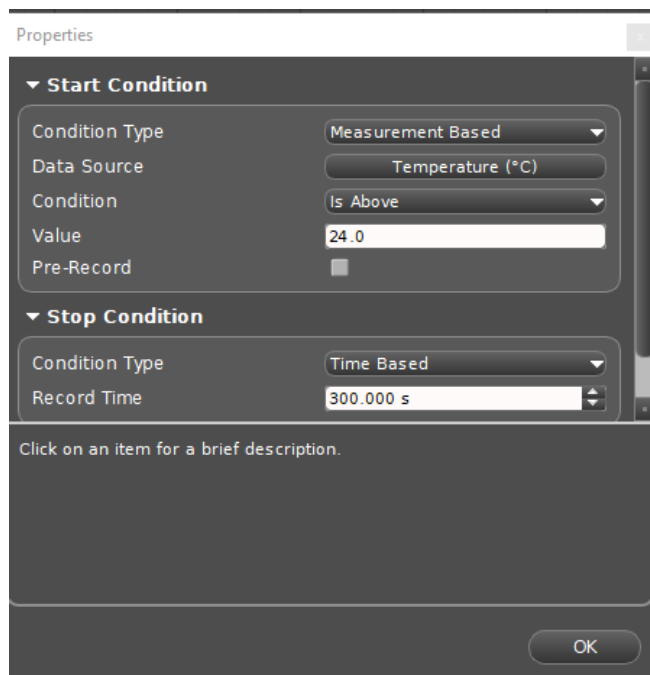 Properties
Start Condition
Condition Type Measurement Based
Data Source Temperature (°C)
Condition Is Above
Value 24.0
Pre-Record
Stop Condition
Condition Type Time Based
Record Time 300.000 s
Click on an item for a brief description.
OK